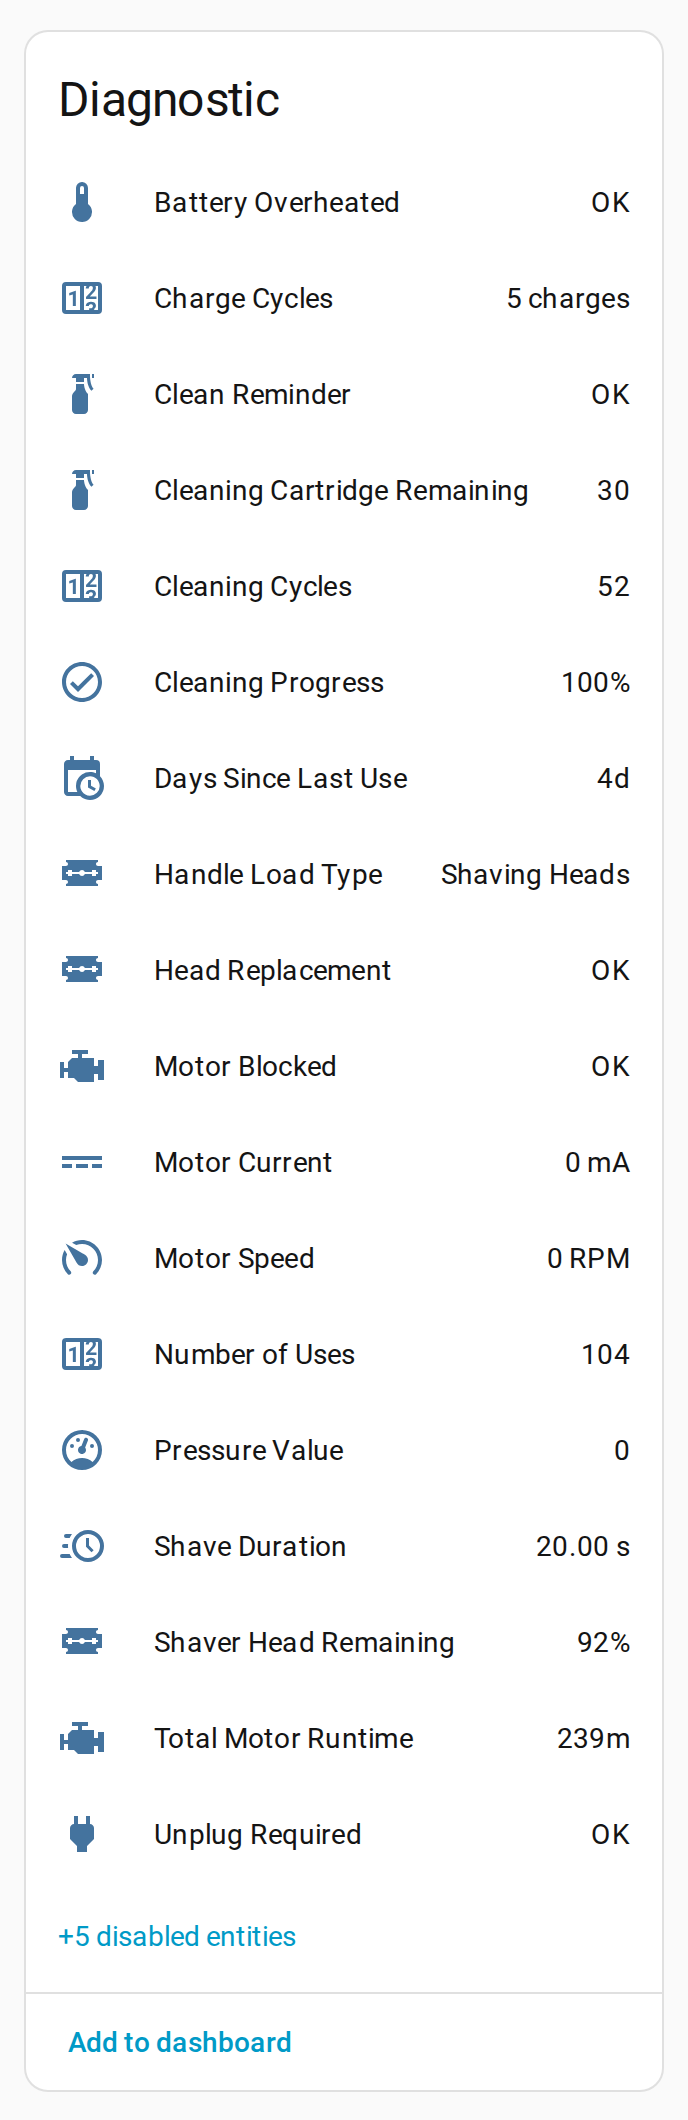 Diagnostic
Battery Overheated OK
Charge Cycles 5 charges
Clean Reminder OK
Cleaning Cartridge Remaining 30
Cleaning Cycles 52
Cleaning Progress 100%
Days Since Last Use 4d
Handle Load Type Shaving Heads
Head Replacement OK
Motor Blocked OK
Motor Current 0 mA
Motor Speed 0 RPM
Number of Uses 104
Pressure Value 0
Shave Duration 20.00 s
Shaver Head Remaining 92%
Total Motor Runtime 239m
Unplug Required OK
+5 disabled entities
Add to dashboard